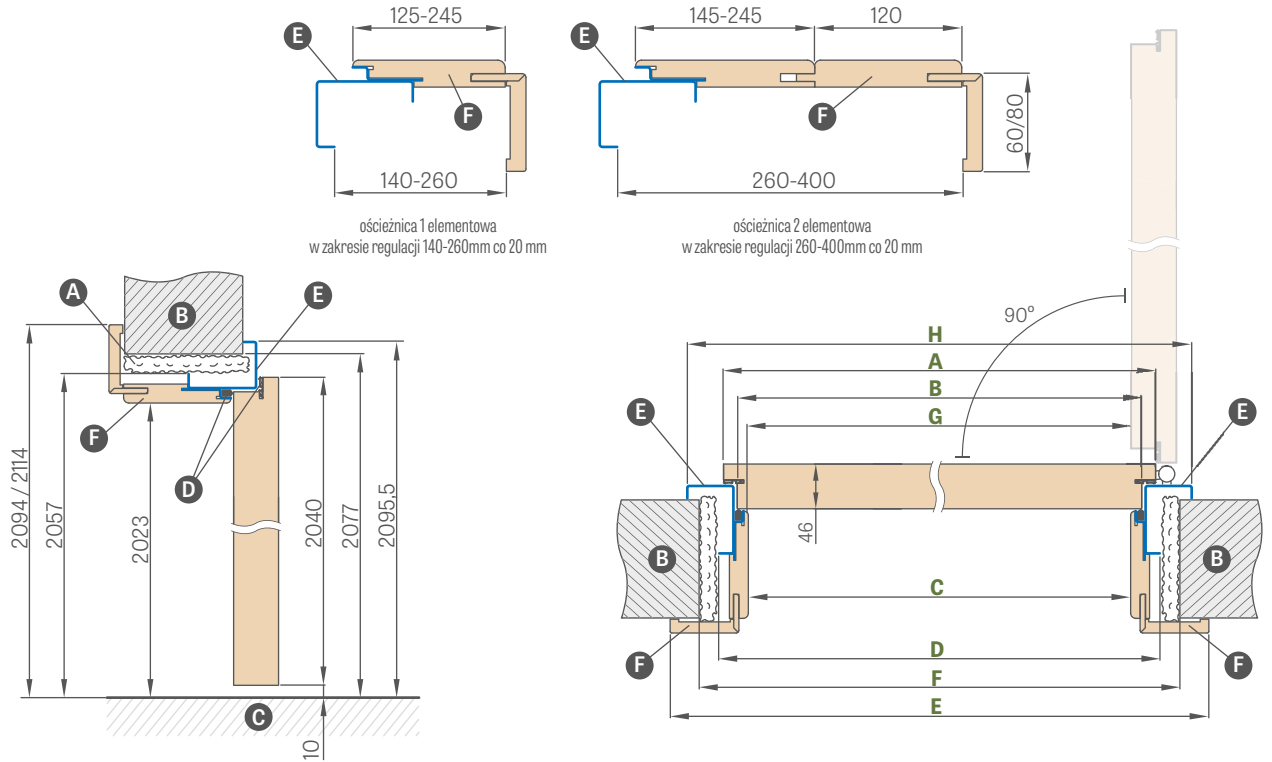 125-245
E
F
140-260
ościeżnica 1 elementowa
w zakresie regulacji 140-260mm co 20 mm
145-245
120
E
F
60/80
260-400
ościeżnica 2 elementowa
w zakresie regulacji 260-400mm co 20 mm
A
B
E
F
D
2094 / 2114
2057
2023
2040
2077
2095,5
C
10
90°
H
A
B
G
E
E
46
B
B
C
F
F
D
F
E